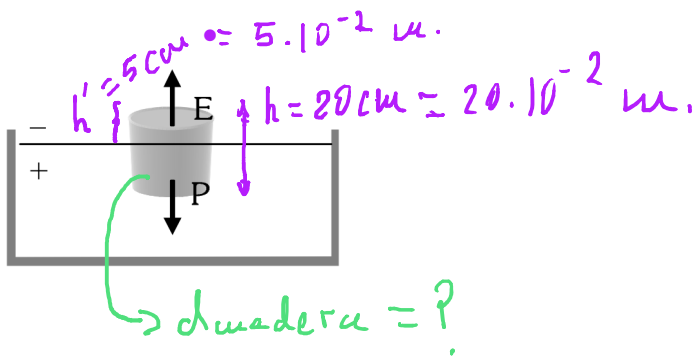 h' = 5cm = 5.10⁻² m.
E
h = 20cm = 20.10⁻² m.
−
+
P
dmadera = ?